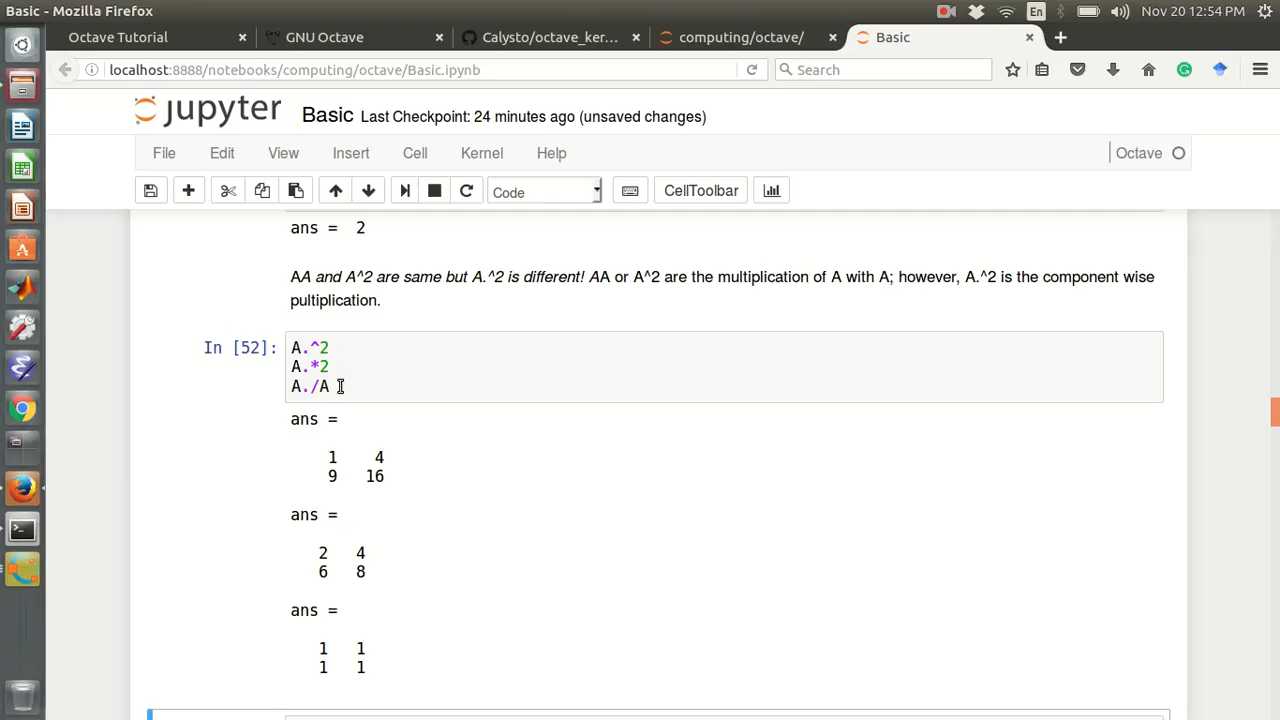 Basic - Mozilla Firefox
En
Nov 20 12:54 PM
Octave Tutorial
GNU Octave
Calysto/octave_ker...
computing/octave/
Basic
localhost:8888/notebooks/computing/octave/Basic.ipynb
Search
jupyter
Basic Last Checkpoint: 24 minutes ago (unsaved changes)
File Edit View Insert Cell Kernel Help
Octave
Code
CellToolbar
ans = 2
AA and A^2 are same but A.^2 is different! AA or A^2 are the multiplication of A with A; however, A.^2 is the component wise
pultiplication.
In [52]:
A.^2
A.*2
A./A
ans =
1 4
9 16
ans =
2 4
6 8
ans =
1 1
1 1